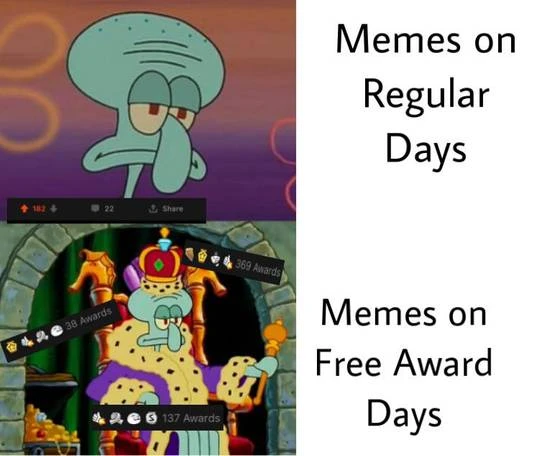 Memes on
Regular
Days
182
22
Share
369 Awards
38 Awards
137 Awards
Memes on
Free Award
Days